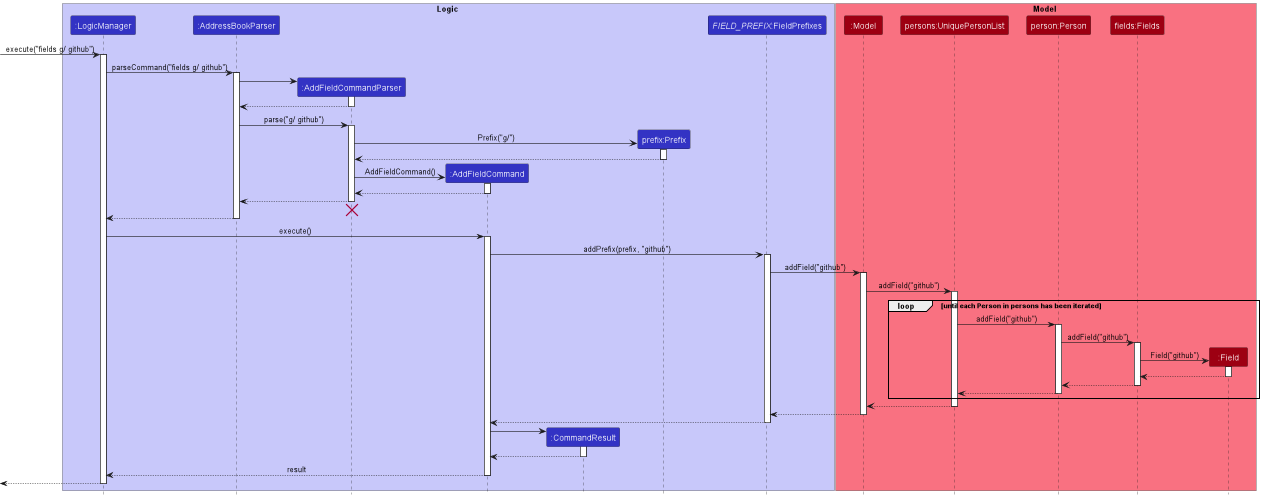 Logic
Model
:LogicManager
:AddressBookParser
FIELD_PREFIX:FieldPrefixes
:Model
persons:UniquePersonList
person:Person
fields:Fields
execute("fields g/ github")
parseCommand("fields g/ github")
:AddFieldCommandParser
parse("g/ github")
Prefix("g/")
prefix:Prefix
AddFieldCommand()
:AddFieldCommand
execute()
addPrefix(prefix, "github")
addField("github")
addField("github")
loop [until each Person in persons has been iterated]
addField("github")
addField("github")
Field("github")
:Field
:CommandResult
result